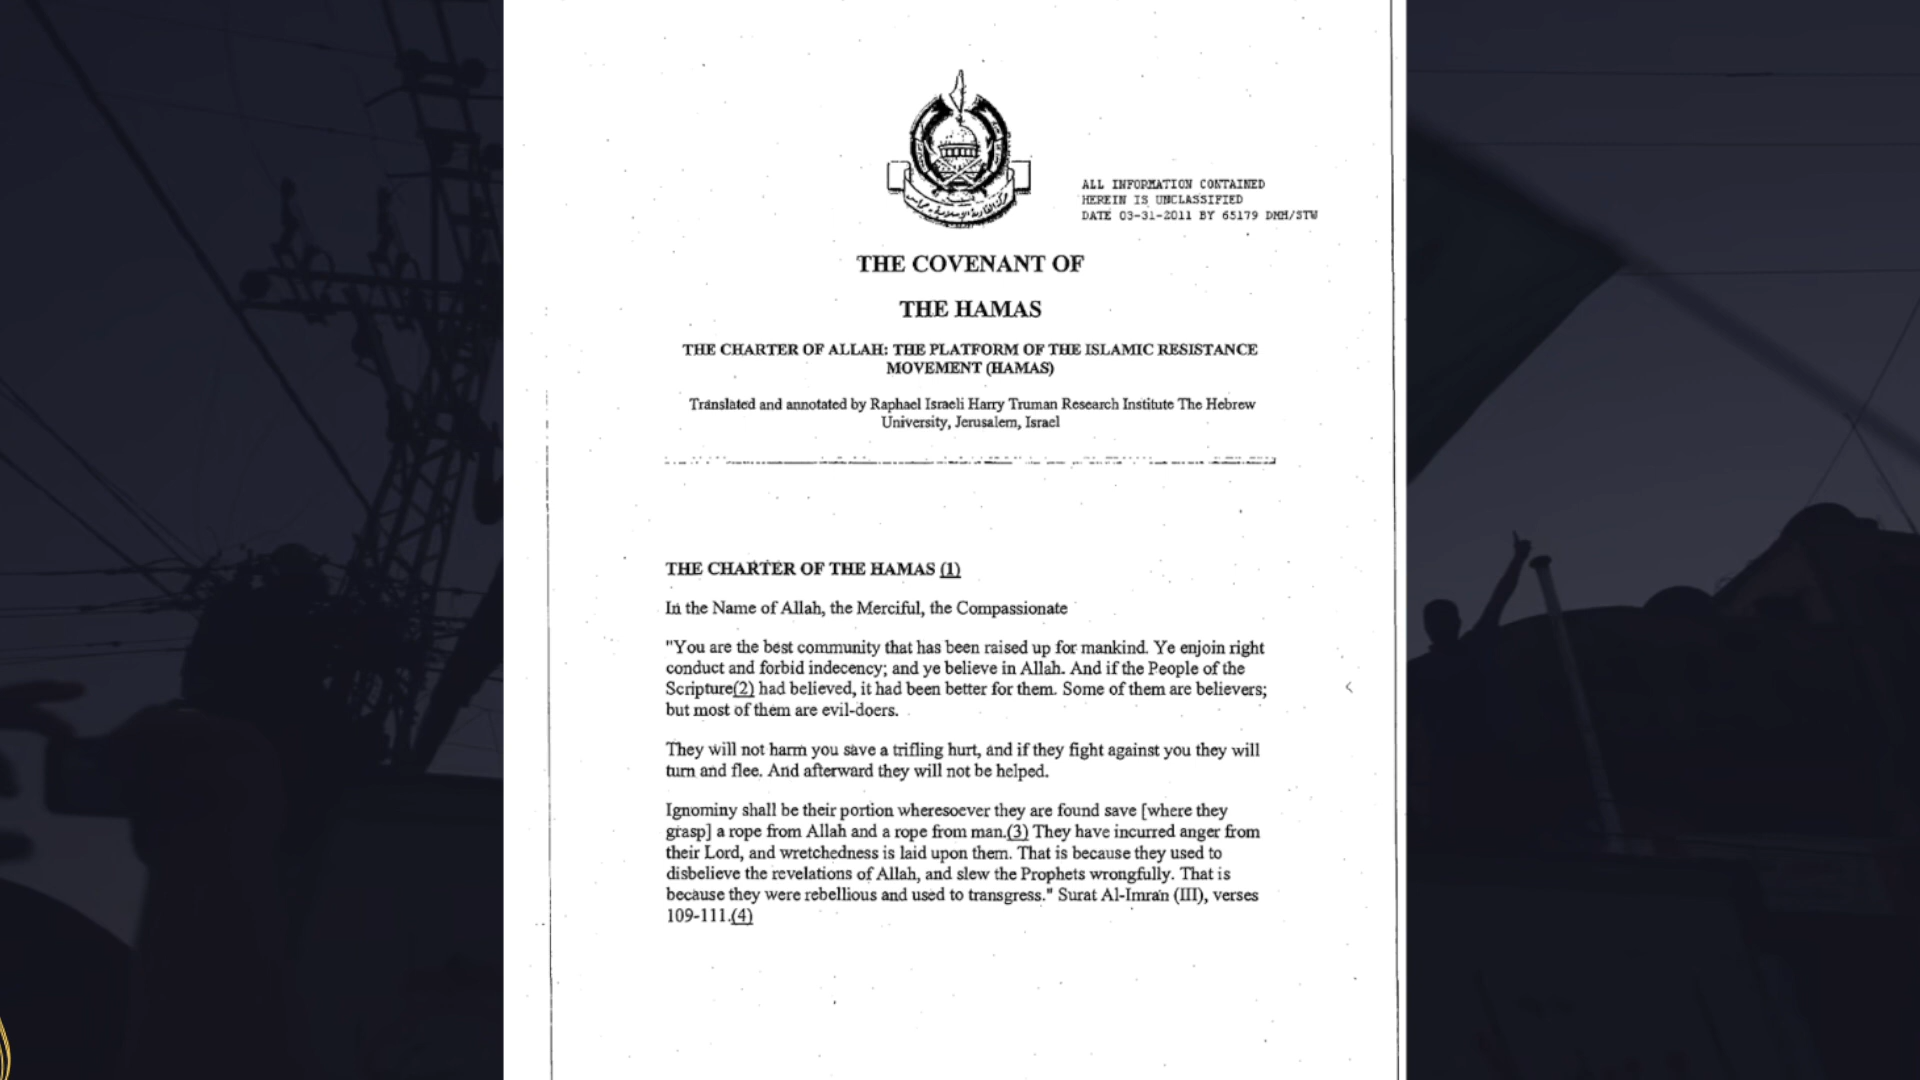 ALL INFORMATION CONTAINED
HEREIN IS UNCLASSIFIED
DATE 03-31-2011 BY 65179 DMH/STW
THE COVENANT OF
THE HAMAS
THE CHARTER OF ALLAH: THE PLATFORM OF THE ISLAMIC RESISTANCE
MOVEMENT (HAMAS)
Translated and annotated by Raphael Israeli Harry Truman Research Institute The Hebrew
University, Jerusalem, Israel
THE CHARTER OF THE HAMAS (1)
In the Name of Allah, the Merciful, the Compassionate
"You are the best community that has been raised up for mankind. Ye enjoin right
conduct and forbid indecency; and ye believe in Allah. And if the People of the
Scripture(2) had believed, it had been better for them. Some of them are believers;
but most of them are evil-doers.
They will not harm you save a trifling hurt, and if they fight against you they will
turn and flee. And afterward they will not be helped.
Ignominy shall be their portion wheresoever they are found save [where they
grasp] a rope from Allah and a rope from man.(3) They have incurred anger from
their Lord, and wretchedness is laid upon them. That is because they used to
disbelieve the revelations of Allah, and slew the Prophets wrongfully. That is
because they were rebellious and used to transgress." Surat Al-Imran (III), verses
109-111.(4)